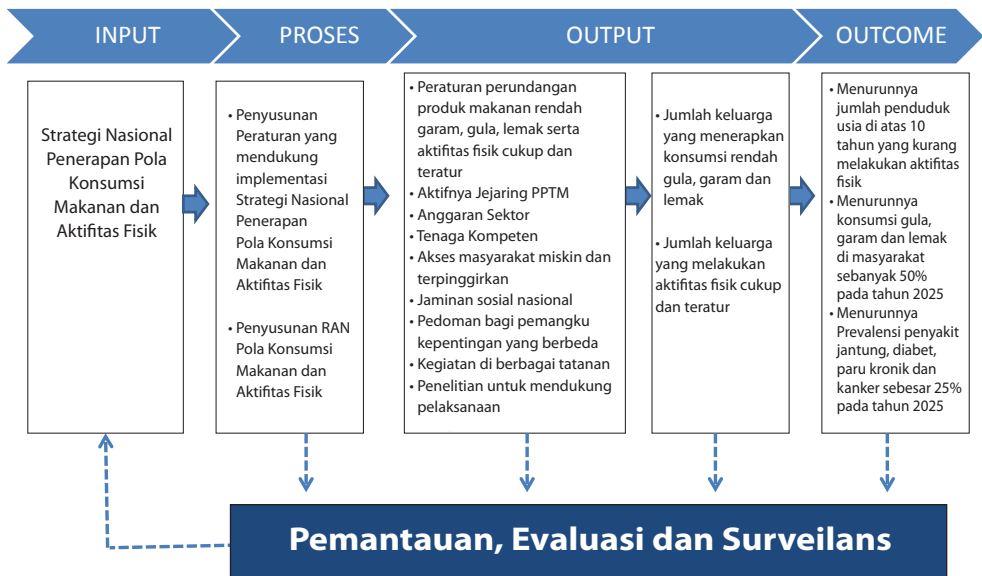 INPUT
PROSES
OUTPUT
OUTCOME
Strategi Nasional
Penerapan Pola
Konsumsi
Makanan dan
Aktifitas Fisik
• Penyusunan
Peraturan yang
mendukung
implementasi
Strategi Nasional
Penerapan
Pola Konsumsi
Makanan dan
Aktifitas Fisik
• Penyusunan RAN
Pola Konsumsi
Makanan dan
Aktifitas Fisik
• Peraturan perundangan
produk makanan rendah
garam, gula, lemak serta
aktifitas fisik cukup dan
teratur
• Aktifnya Jejaring PPTM
• Anggaran Sektor
• Tenaga Kompeten
• Akses masyarakat miskin dan
terpinggirkan
• Jaminan sosial nasional
• Pedoman bagi pemangku
kepentingan yang berbeda
• Kegiatan di berbagai tatanan
• Penelitian untuk mendukung
pelaksanaan
• Jumlah keluarga
yang menerapkan
konsumsi rendah
gula, garam dan
lemak
• Jumlah keluarga
yang melakukan
aktifitas fisik cukup
dan teratur
• Menurunnya
jumlah penduduk
usia di atas 10
tahun yang kurang
melakukan aktifitas
fisik
• Menurunnya
konsumsi gula,
garam dan lemak
di masyarakat
sebanyak 50%
pada tahun 2025
• Menurunnya
Prevalensi penyakit
jantung, diabet,
paru kronik dan
kanker sebesar 25%
pada tahun 2025
Pemantauan, Evaluasi dan Surveilans